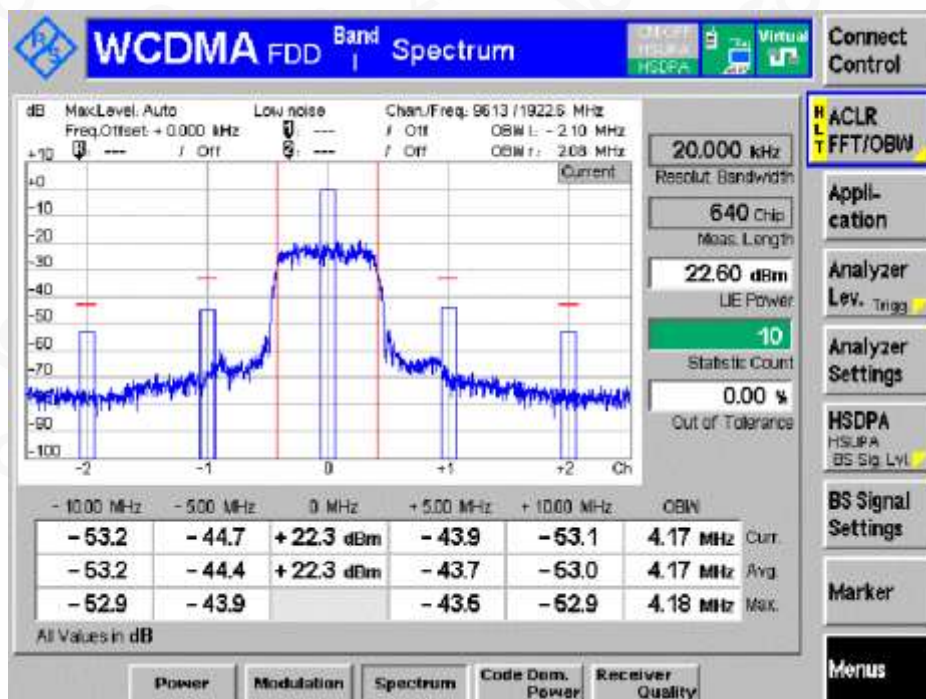 WCDMA FDD Band I Spectrum
HSUPA
HSDPA
Virtual
Connect Control
dB Max.Level: Auto Low noise Chan./Freq.: 9613 / 1922.6 MHz
Freq.Offset: + 0.000 kHz 1: --- / Off OBW l.: - 2.10 MHz
--- / Off 2: --- / Off OBW r.: 2.08 MHz
Current
+10
+0
-10
-20
-30
-40
-50
-60
-70
-90
-100
-2 -1 0 +1 +2 Ch
20.000 kHz
Resolut. Bandwidth
640 Chip
Meas. Length
22.60 dBm
UE Power
10
Statistic Count
0.00 %
Out of Tolerance
- 10.00 MHz - 5.00 MHz 0 MHz + 5.00 MHz + 10.00 MHz OBW
- 53.2 - 44.7 + 22.3 dBm - 43.9 - 53.1 4.17 MHz Curr.
- 53.2 - 44.4 + 22.3 dBm - 43.7 - 53.0 4.17 MHz Avg.
- 52.9 - 43.9 - 43.6 - 52.9 4.18 MHz Max.
All Values in dB
HLT
ACLR
FFT/OBW
Appli-
cation
Analyzer
Lev. Trigg
Analyzer
Settings
HSDPA
HSUPA
BS Sig. Lvl.
BS Signal
Settings
Marker
Menus
Power
Modulation
Spectrum
Code Dom.
Power
Receiver
Quality